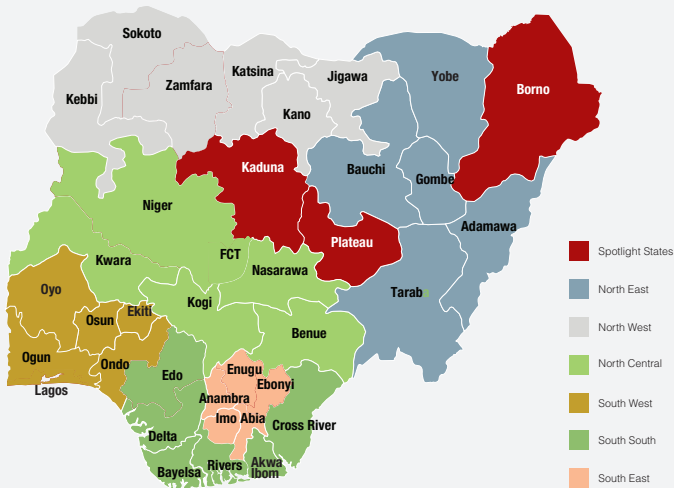 Sokoto
Zamfara
Katsina
Jigawa
Yobe
Borno
Kebbi
Kano
Kaduna
Bauchi
Gombe
Niger
Adamawa
Plateau
FCT
Kwara
Nasarawa
Taraba
Kogi
Oyo
Osun
Ekiti
Benue
Ogun
Ondo
Lagos
Edo
Enugu
Ebonyi
Anambra
Imo
Abia
Cross River
Delta
Bayelsa
Rivers
Akwa
Ibom
Spotlight States
North East
North West
North Central
South West
South South
South East